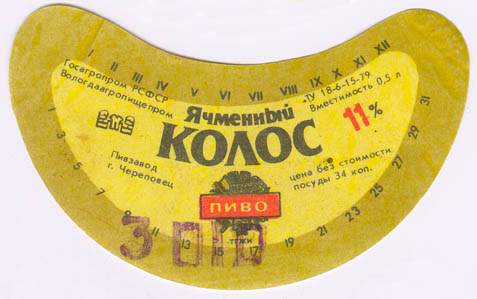 I II III IV V VI VII VIII IX X XI XII
Госагропром РСФСР
Вологдаагропищепром
ТУ 18-6-15-79
Вместимость 0,5 л
Ячменный
КОЛОС
11%
Пивзавод
г. Череповец
цена без стоимости
посуды 34 коп.
ПИВО
1 3 5 7 9 11 13 15 17 19 21 23 25 27 29 31